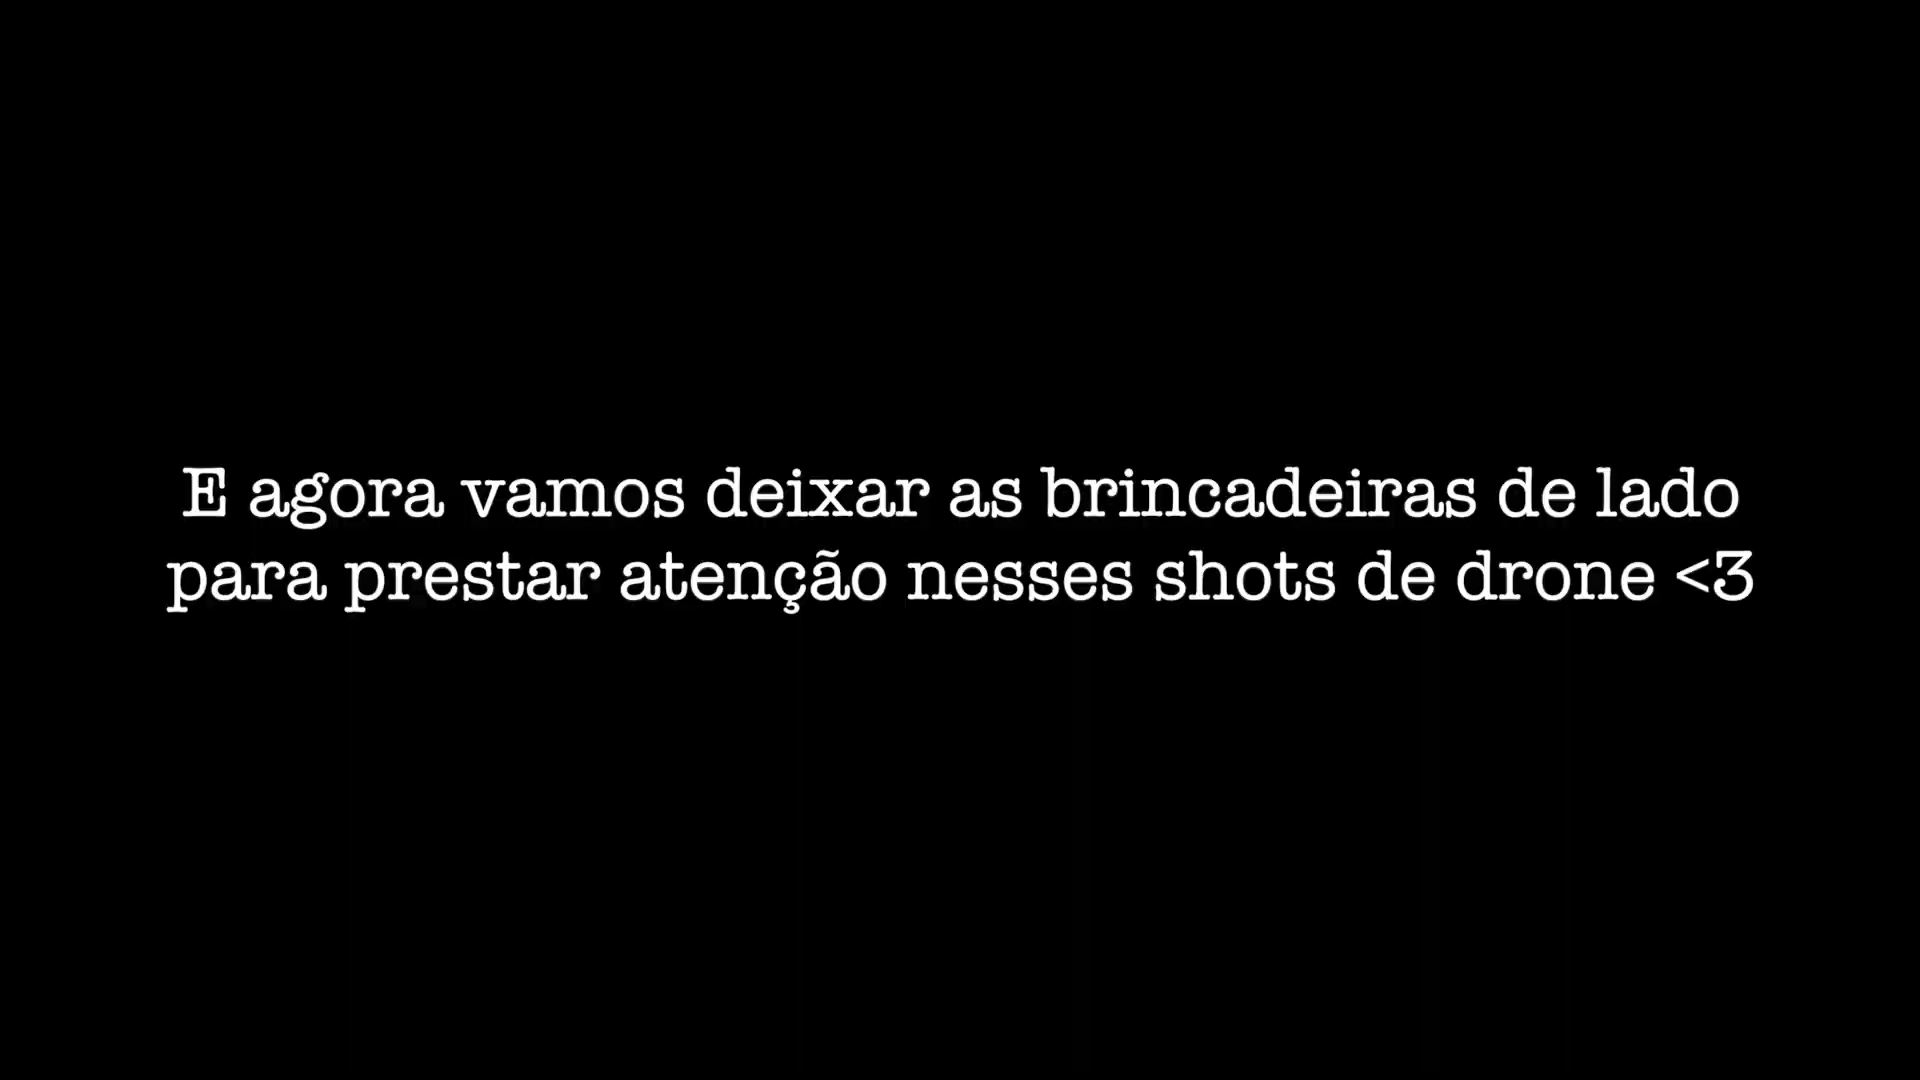 E agora vamos deixar as brincadeiras de lado
para prestar atenção nesses shots de drone <3